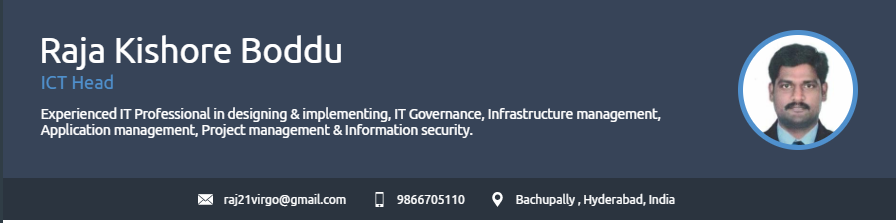 Raja Kishore Boddu
ICT Head
Experienced IT Professional in designing & implementing, IT Governance, Infrastructure management,
Application management, Project management & Information security.
raj21virgo@gmail.com 9866705110 Bachupally , Hyderabad, India